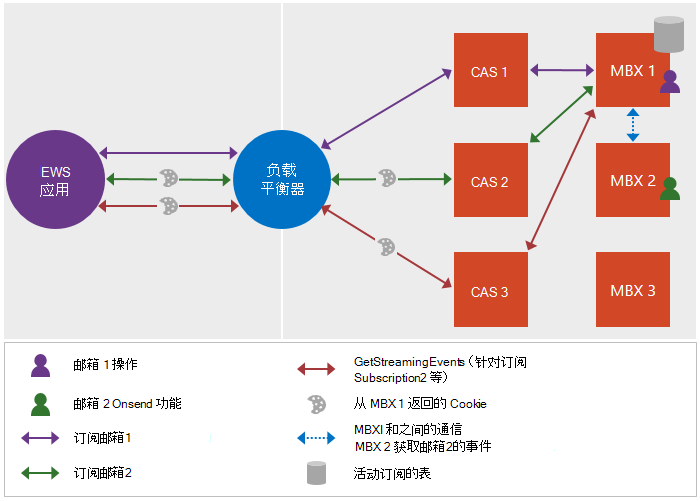 EWS
应用
负载
平衡器
CAS 1
MBX 1
CAS 2
MBX 2
CAS 3
MBX 3
邮箱 1 操作
邮箱 2 Onsend 功能
订阅邮箱1
订阅邮箱2
GetStreamingEvents（针对订阅
Subscription2 等）
从 MBX 1 返回的 Cookie
MBXI 和之间的通信
MBX 2 获取邮箱2的事件
活动订阅的表